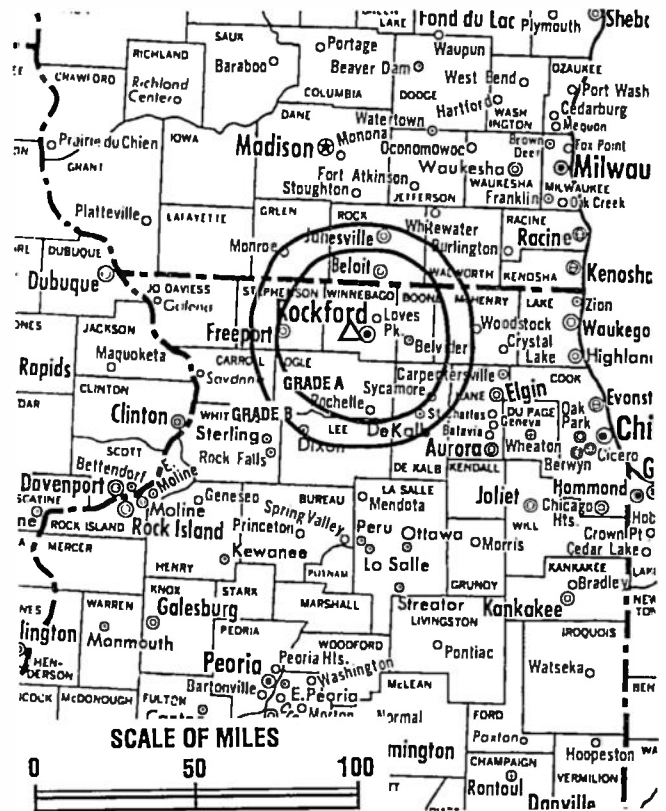 GREEN LAKE
Fond du Lac
Plymouth
Sheb
RICHLAND
SAUK
Portage
Waupun
CRAWFORD
Baraboo
Beaver Dam
West Bend
OZAUKEE
Richland Center
COLUMBIA
DODGE
Port Wash
Hartford
WASHINGTON
Cedarburg
DANE
Watertown
Mequon
Prairie du Chien
IOWA
Madison
Monona
Oconomowoc
Brown Deer
Fox Point
GRANT
Waukesha
Milwau
Fort Atkinson
WAUKESHA
MILWAUKEE
Stoughton
JEFFERSON
Franklin
Oak Creek
Platteville
LAFAYETTE
GREEN
ROCK
Whitewater
RACINE
DUBUQUE
Monroe
Janesville
Burlington
Racine
Dubuque
Beloit
WALWORTH
KENOSHA
Kenosha
JO DAVIESS
STEPHENSON
WINNEBAGO
BOONE
McHENRY
LAKE
Zion
Galena
Rockford
Loves Pk.
Woodstock
Waukego
JACKSON
Freeport
Belvider
Crystal Lake
Highlan
Rapids
Maquoketa
CARROLL
OGLE
Carpentersville
COOK
Savanna
GRADE A
Sycamore
KANE
Elgin
Evanst
CLINTON
Rochelle
St. Charles
DU PAGE
Oak Park
Clinton
WHIT
GRADE B
LEE
De Kalb
Geneva
Chi
SCOTT
Sterling
Dixon
Batavia
Wheaton
Cicero
Bettendorf
Rock Falls
Aurora
Berwyn
Davenport
Moline
DE KALB
KENDALL
Geneseo
BUREAU
LA SALLE
Joliet
Hammond
ROCK ISLAND
Moline
Rock Island
Princeton
Spring Valley
Mendota
WILL
Chicago Hts.
MERCER
Peru
Ottawa
Morris
Crown Pt
Kewanee
La Salle
Cedar Lake
HENRY
PUTNAM
GRUNDY
KANKAKEE
Bradley
WARREN
KNOX
STARK
MARSHALL
Streator
Kankakee
Galesburg
LIVINGSTON
lington
Monmouth
PEORIA
WOODFORD
IROQUOIS
HENDERSON
Peoria
Peoria Hts.
Pontiac
Watseka
Washington
Bartonville
E. Peoria
McLEAN
McDONOUGH
FULTON
Morton
Normal
FORD
SCALE OF MILES
mington
Paxton
Hoopeston
0 50 100
CHAMPAIGN
VERMILION
Rantoul
Danville